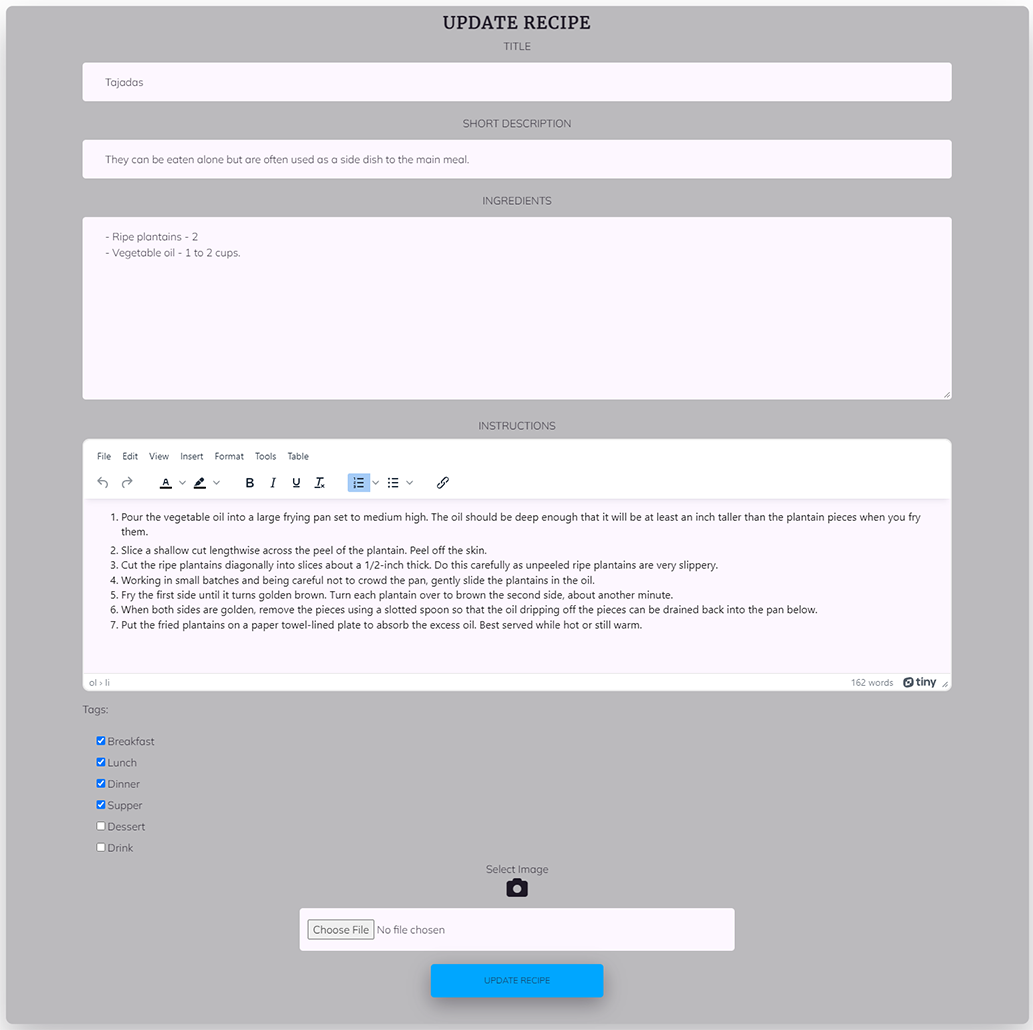 UPDATE RECIPE
TITLE
Tajadas
SHORT DESCRIPTION
They can be eaten alone but are often used as a side dish to the main meal.
INGREDIENTS
- Ripe plantains - 2
- Vegetable oil - 1 to 2 cups.
INSTRUCTIONS
File Edit View Insert Format Tools Table
A B I U Tx
1. Pour the vegetable oil into a large frying pan set to medium high. The oil should be deep enough that it will be at least an inch taller than the plantain pieces when you fry
them.
2. Slice a shallow cut lengthwise across the peel of the plantain. Peel off the skin.
3. Cut the ripe plantains diagonally into slices about a 1/2-inch thick. Do this carefully as unpeeled ripe plantains are very slippery.
4. Working in small batches and being careful not to crowd the pan, gently slide the plantains in the oil.
5. Fry the first side until it turns golden brown. Turn each plantain over to brown the second side, about another minute.
6. When both sides are golden, remove the pieces using a slotted spoon so that the oil dripping off the pieces can be drained back into the pan below.
7. Put the fried plantains on a paper towel-lined plate to absorb the excess oil. Best served while hot or still warm.
ol › li 162 words tiny
Tags:
Breakfast
Lunch
Dinner
Supper
Dessert
Drink
Select Image
Choose File No file chosen
UPDATE RECIPE